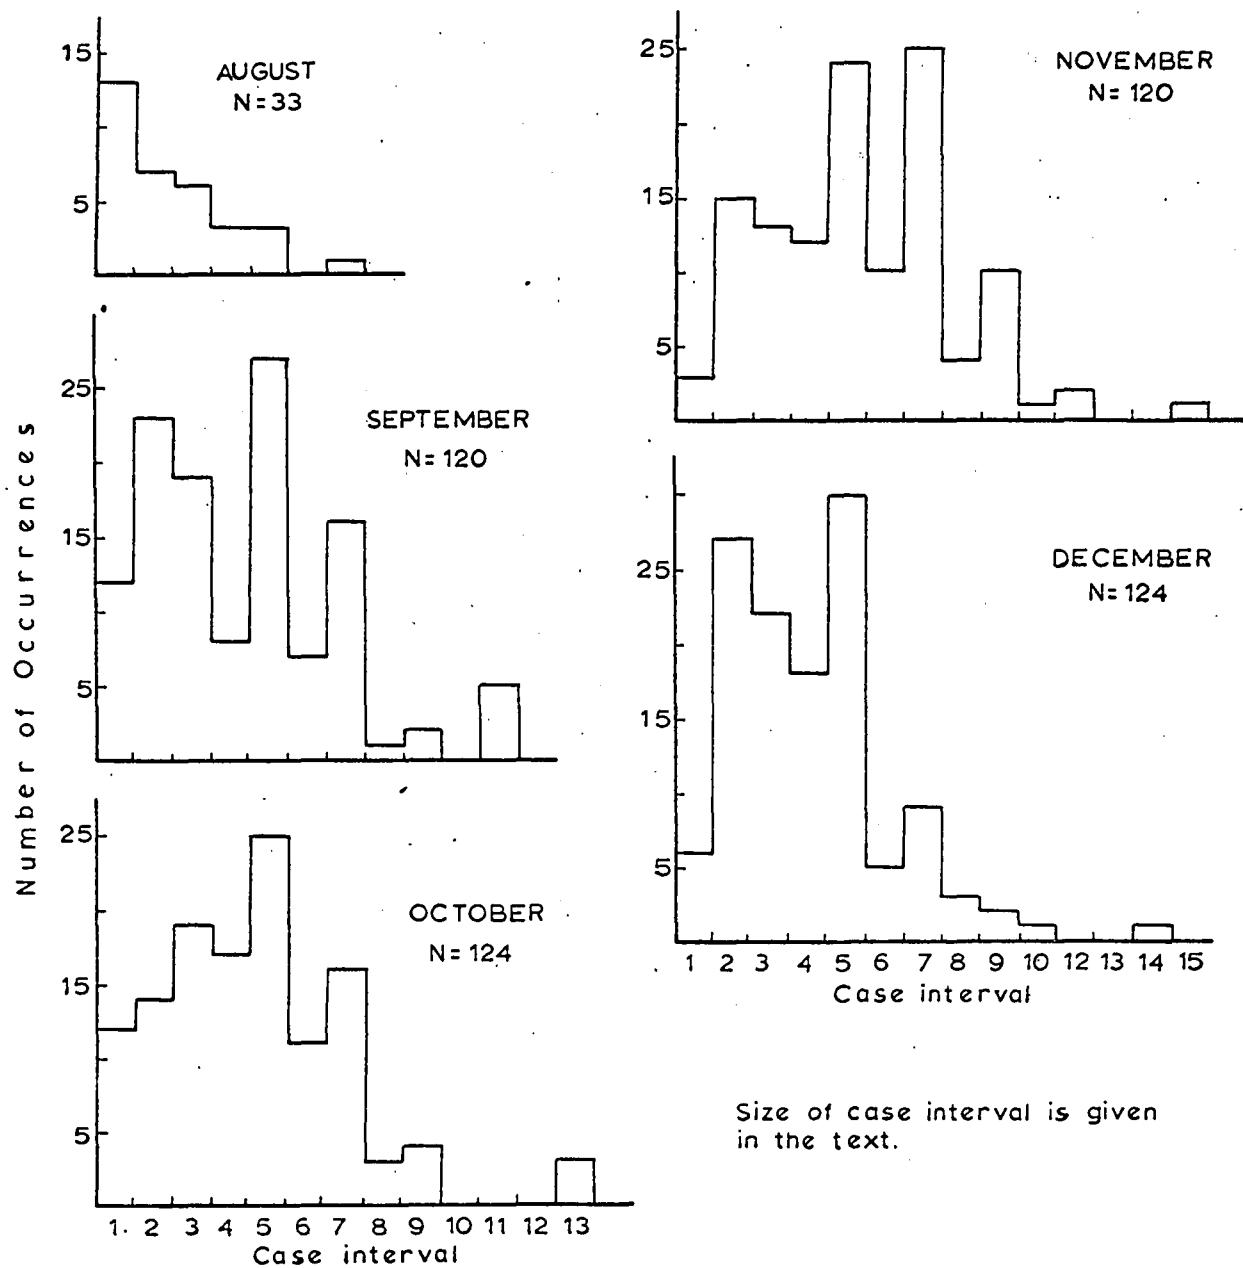 Number of Occurrences
15
5
AUGUST
N=33
25
15
5
SEPTEMBER
N=120
25
15
5
OCTOBER
N=124
1. 2 3 4 5 6 7 8 9 10 11 12 13
Case interval
25
15
5
NOVEMBER
N=120
25
15
5
DECEMBER
N=124
1 2 3 4 5 6 7 8 9 10 12 13 14 15
Case interval
Size of case interval is given
in the text.